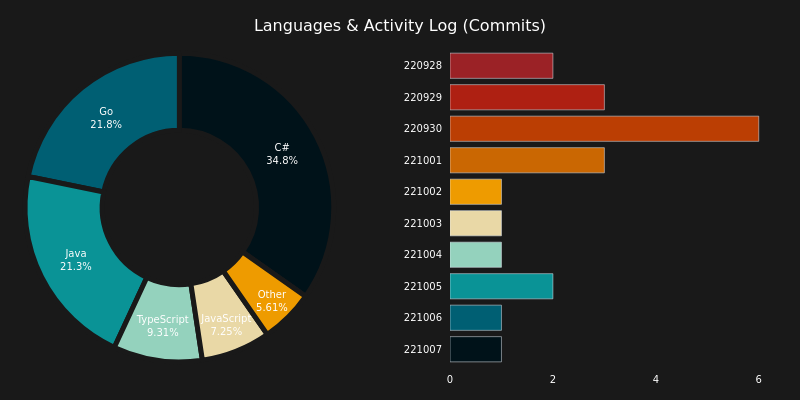 Languages & Activity Log (Commits)
Go
21.8%
C#
34.8%
Java
21.3%
TypeScript
9.31%
JavaScript
7.25%
Other
5.61%
220928
220929
220930
221001
221002
221003
221004
221005
221006
221007
0 2 4 6